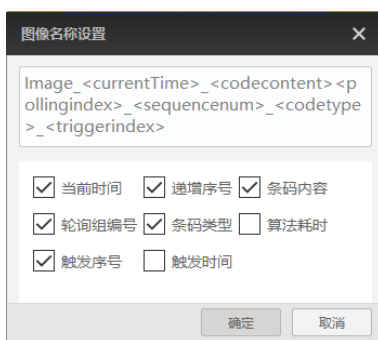 图像名称设置
Image_<currentTime>_<codecontent><p
ollingindex>_<sequencenum>_<codetype
>_<triggerindex>
当前时间 递增序号 条码内容
轮询组编号 条码类型 算法耗时
触发序号 触发时间
确定 取消